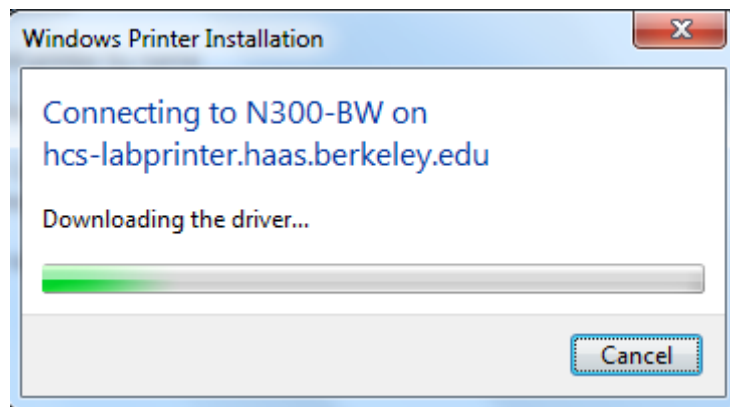 Windows Printer Installation
Connecting to N300-BW on
hcs-labprinter.haas.berkeley.edu
Downloading the driver...
Cancel